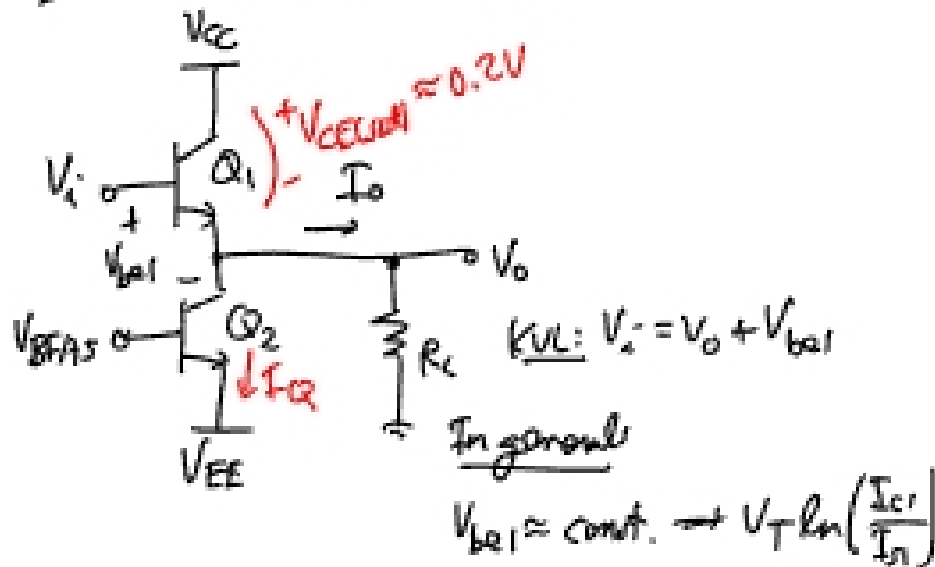 Vcc
+VCE(sat) ≈ 0.2V
-
Vi
Q1
Io
+
Vbe1 -
Vo
VBIAS
Q2
RL
KVL: Vi = Vo + Vbe1
IQ
VEE
In general
Vbe1 ≈ const. → VT ln(IC1/IS1)